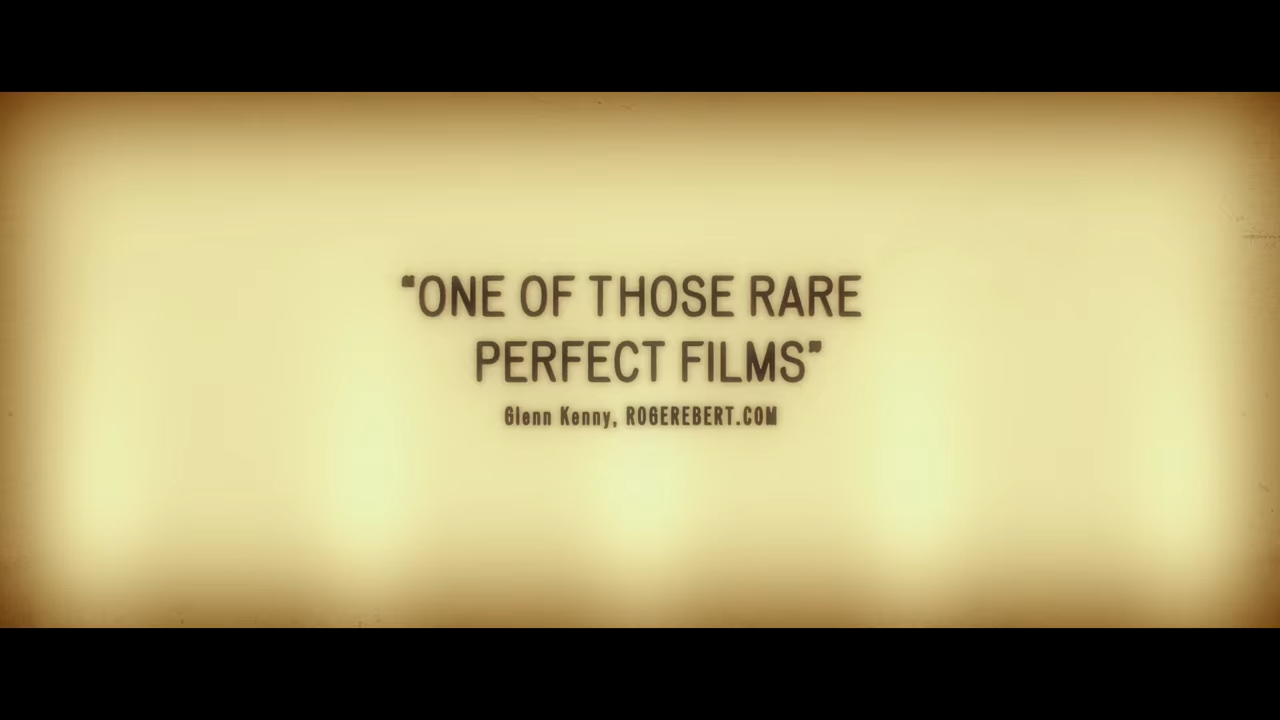 “ONE OF THOSE RARE
PERFECT FILMS”
Glenn Kenny, ROGEREBERT.COM